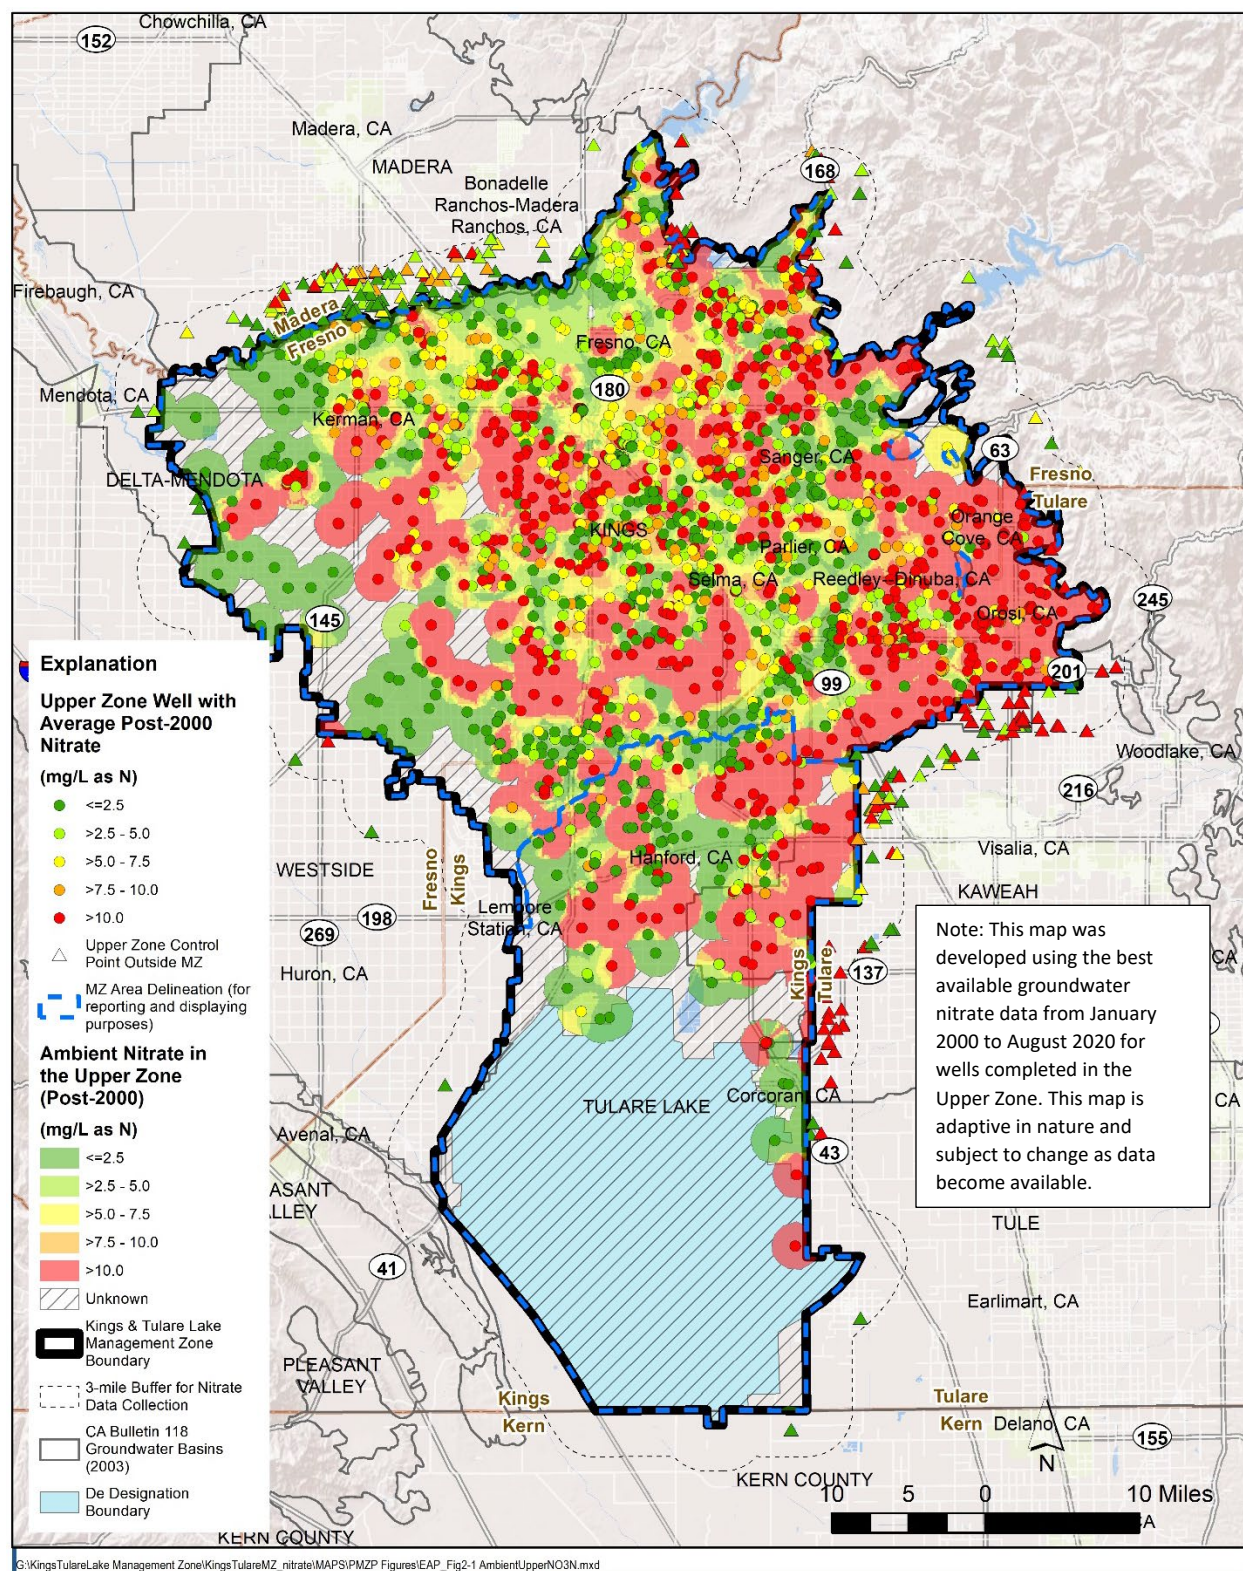 Chowchilla, CA
152
Madera, CA
MADERA
168
Bonadelle
Ranchos-Madera
Ranchos, CA
Firebaugh, CA
Madera
Fresno
Fresno, CA
Mendota, CA
180
Kerman, CA
63
Sanger, CA
DELTA-MENDOTA
Fresno
Tulare
Orange
Cove, CA
KINGS
Parlier, CA
Selma, CA
Reedley--Dinuba, CA
245
Orosi, CA
145
201
99
Woodlake, CA
216
Visalia, CA
Hanford, CA
WESTSIDE
Fresno
Kings
KAWEAH
Lemoore
Station, CA
198
269
Huron, CA
Kings
Tulare
137
CA
TULARE LAKE
Corcoran, CA
CA
Avenal, CA
43
ASANT
LLEY
TULE
41
Earlimart, CA
PLEASANT
VALLEY
Kings
Kern
Tulare
Kern
Delano, CA
155
N
KERN COUNTY
10 5 0 10 Miles
CA
KERN COUNTY
Explanation
Upper Zone Well with
Average Post-2000
Nitrate
(mg/L as N)
<=2.5
>2.5 - 5.0
>5.0 - 7.5
>7.5 - 10.0
>10.0
Upper Zone Control
Point Outside MZ
MZ Area Delineation (for
reporting and displaying
purposes)
Ambient Nitrate in
the Upper Zone
(Post-2000)
(mg/L as N)
<=2.5
>2.5 - 5.0
>5.0 - 7.5
>7.5 - 10.0
>10.0
Unknown
Kings & Tulare Lake
Management Zone
Boundary
3-mile Buffer for Nitrate
Data Collection
CA Bulletin 118
Groundwater Basins
(2003)
De Designation
Boundary
Note: This map was
developed using the best
available groundwater
nitrate data from January
2000 to August 2020 for
wells completed in the
Upper Zone. This map is
adaptive in nature and
subject to change as data
become available.
G:\KingsTulareLake Management Zone\KingsTulareMZ_nitrate\MAPS\PMZP Figures\EAP_Fig2-1 AmbientUpperNO3N.mxd